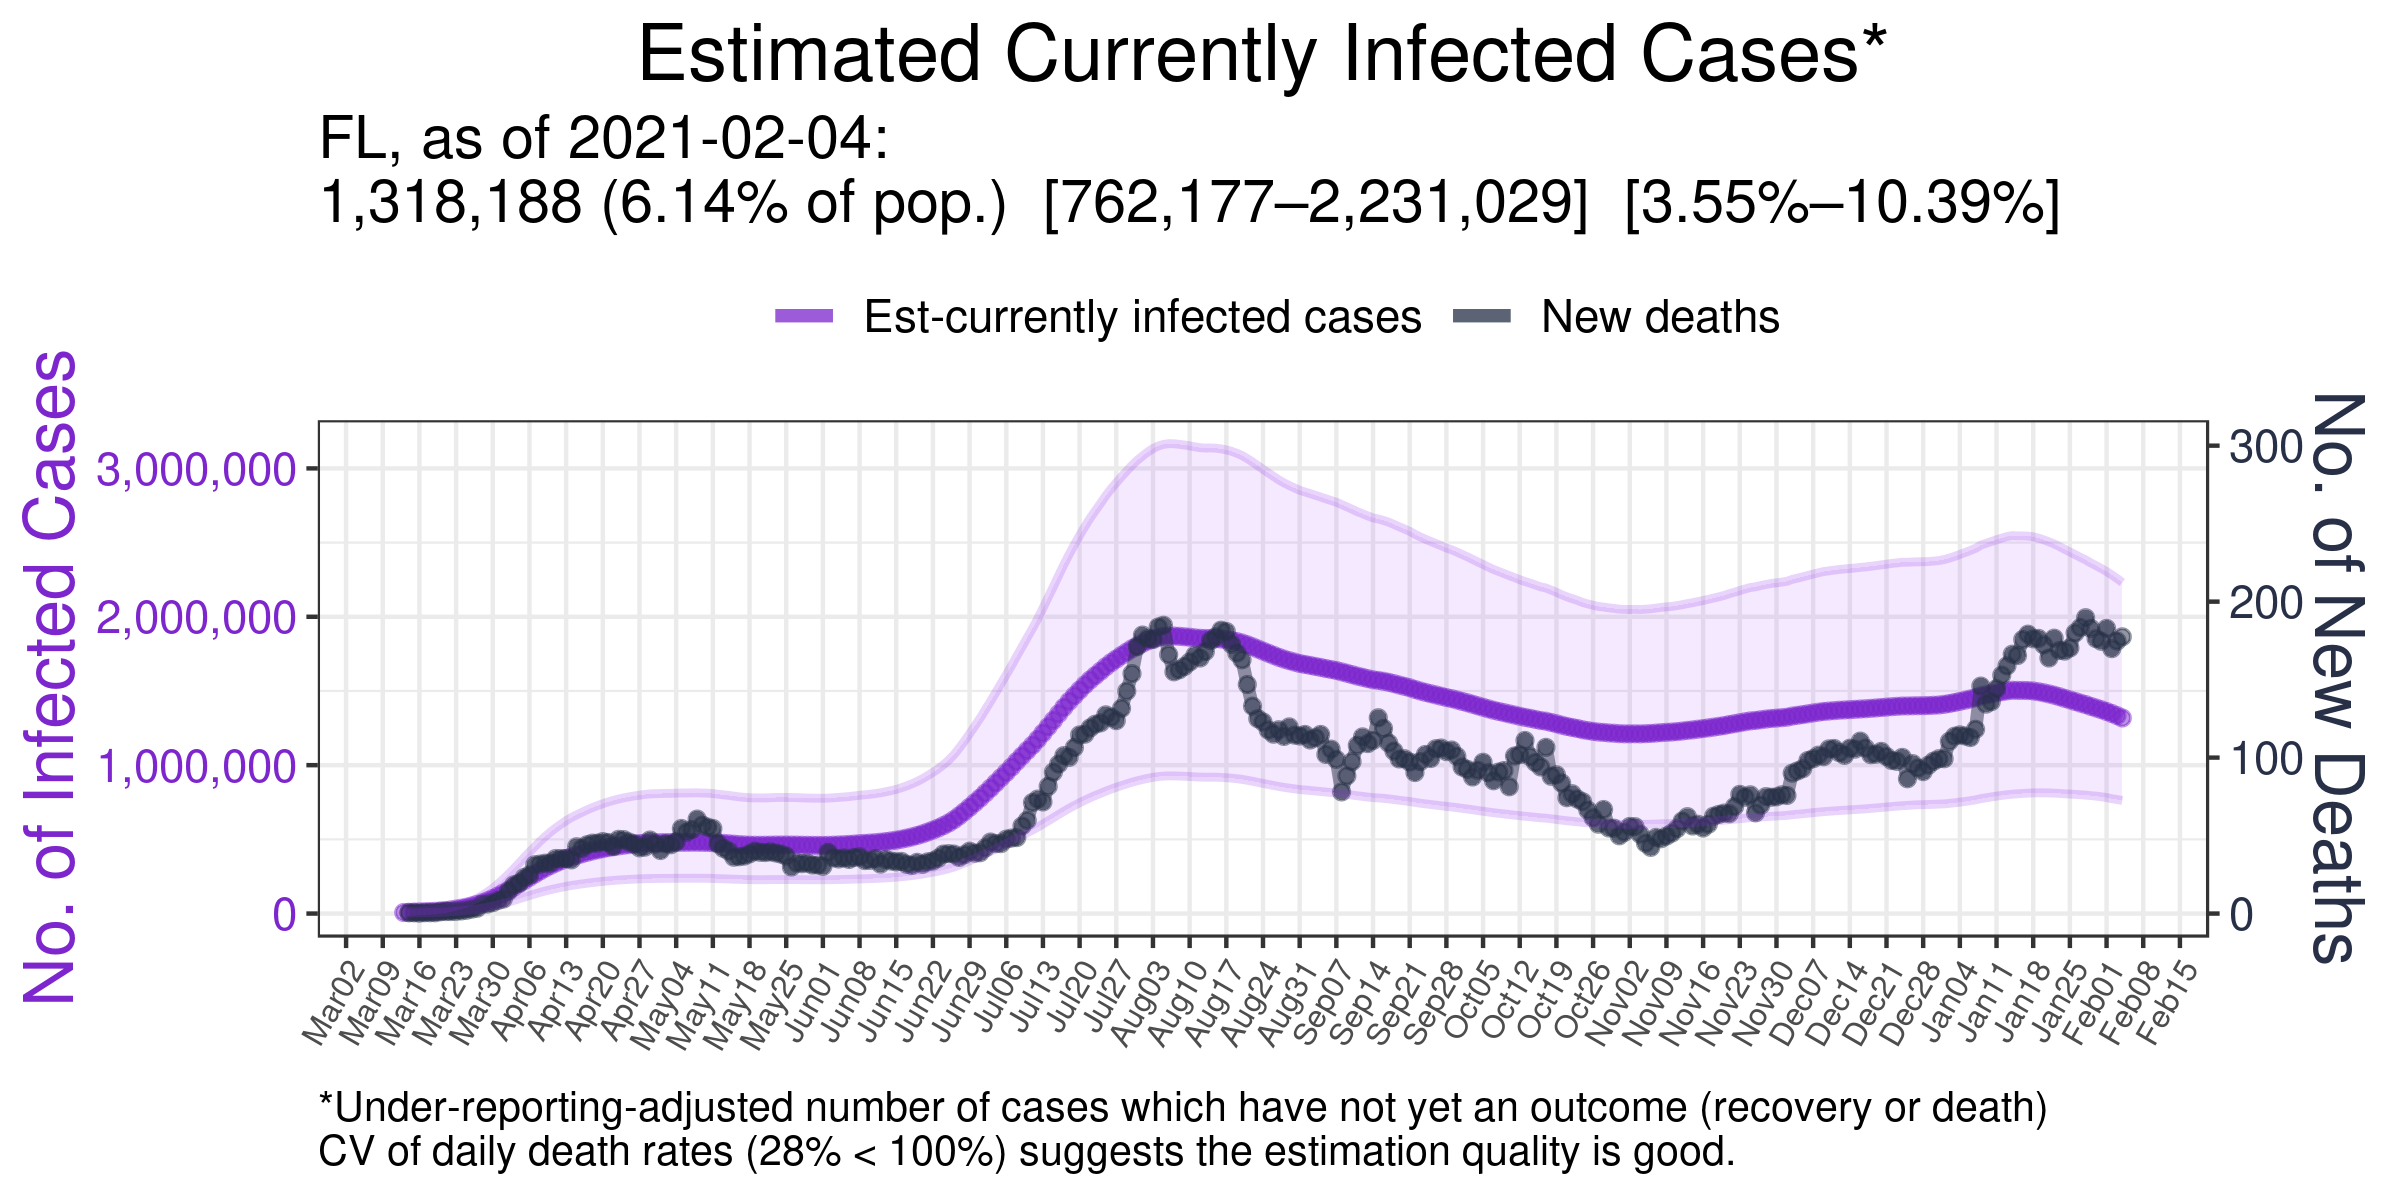 Estimated Currently Infected Cases*
FL, as of 2021-02-04:
1,318,188 (6.14% of pop.) [762,177–2,231,029] [3.55%–10.39%]
Est-currently infected cases
New deaths
No. of Infected Cases
3,000,000
2,000,000
1,000,000
0
300
200
100
0
No. of New Deaths
Mar02
Mar09
Mar16
Mar23
Mar30
Apr06
Apr13
Apr20
Apr27
May04
May11
May18
May25
Jun01
Jun08
Jun15
Jun22
Jun29
Jul06
Jul13
Jul20
Jul27
Aug03
Aug10
Aug17
Aug24
Aug31
Sep07
Sep14
Sep21
Sep28
Oct05
Oct12
Oct19
Oct26
Nov02
Nov09
Nov16
Nov23
Nov30
Dec07
Dec14
Dec21
Dec28
Jan04
Jan11
Jan18
Jan25
Feb01
Feb08
Feb15
*Under-reporting-adjusted number of cases which have not yet an outcome (recovery or death)
CV of daily death rates (28% < 100%) suggests the estimation quality is good.